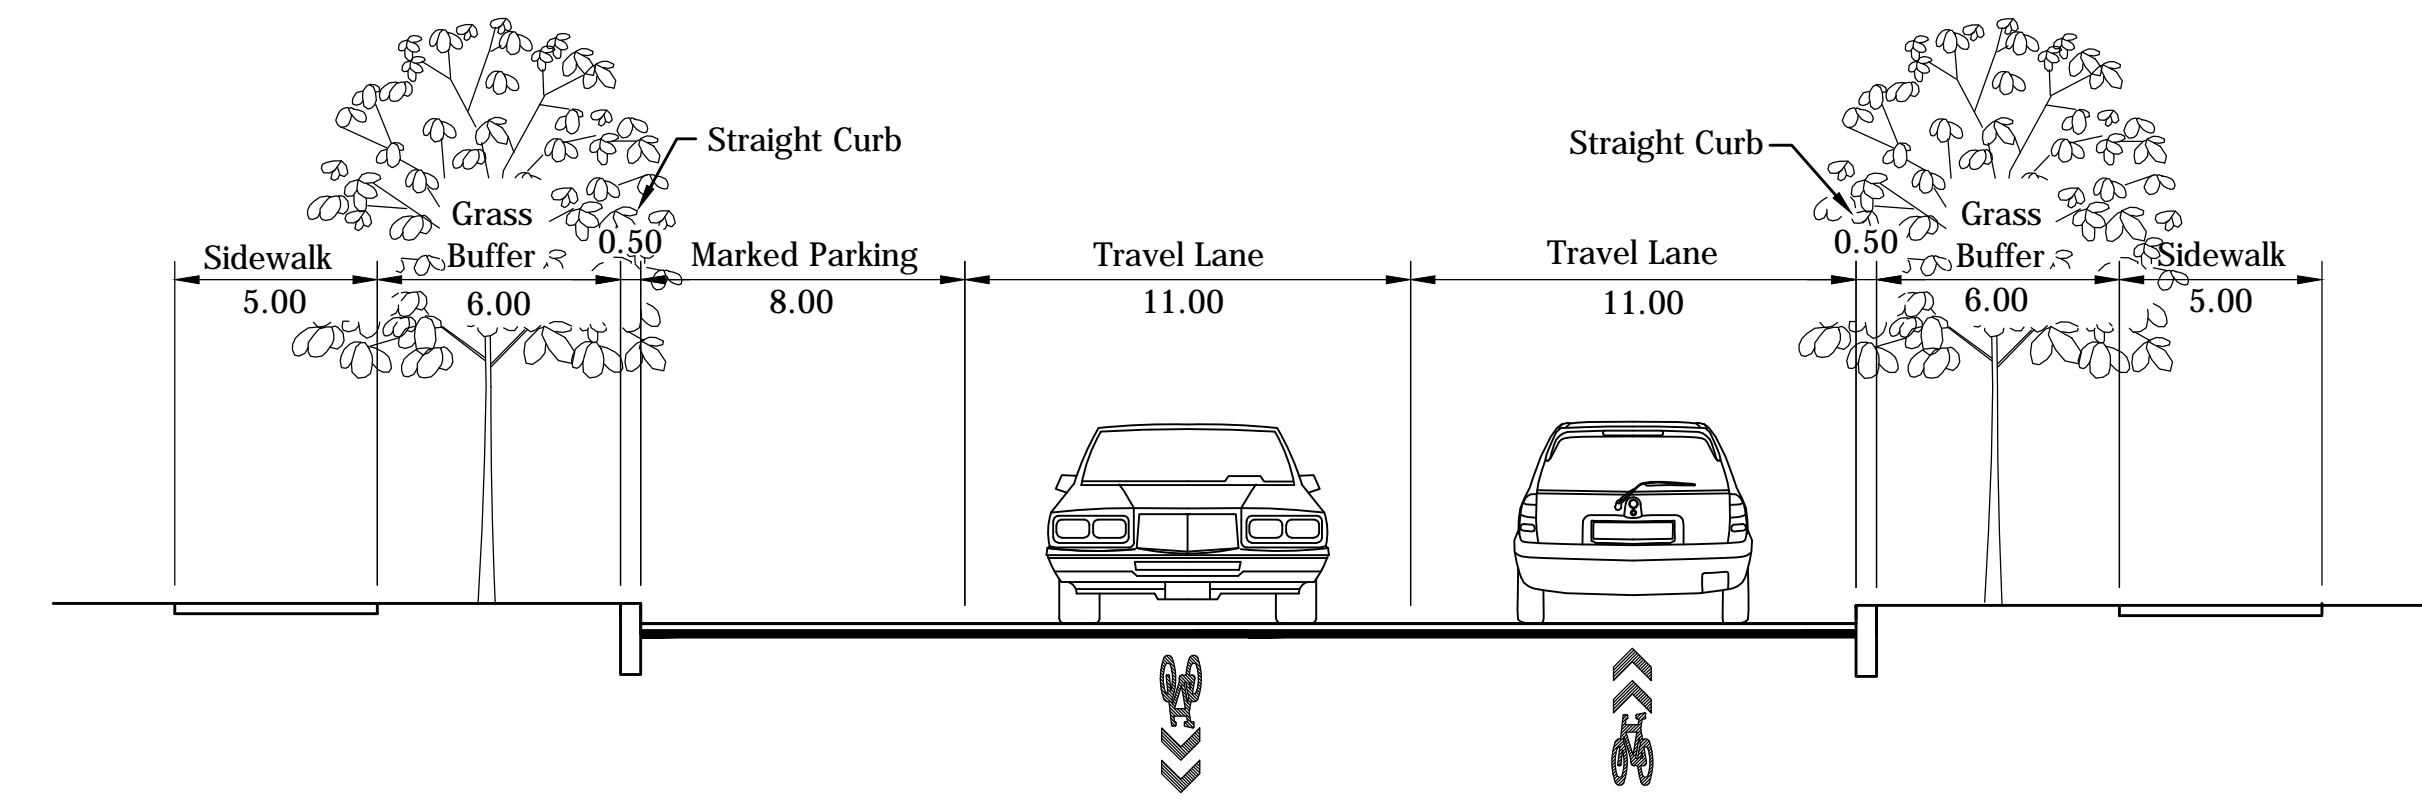 Straight Curb
Straight Curb
Grass
Buffer
Grass
Buffer
0.50
0.50
Sidewalk
Marked Parking
Travel Lane
Travel Lane
Sidewalk
5.00
6.00
8.00
11.00
11.00
6.00
5.00